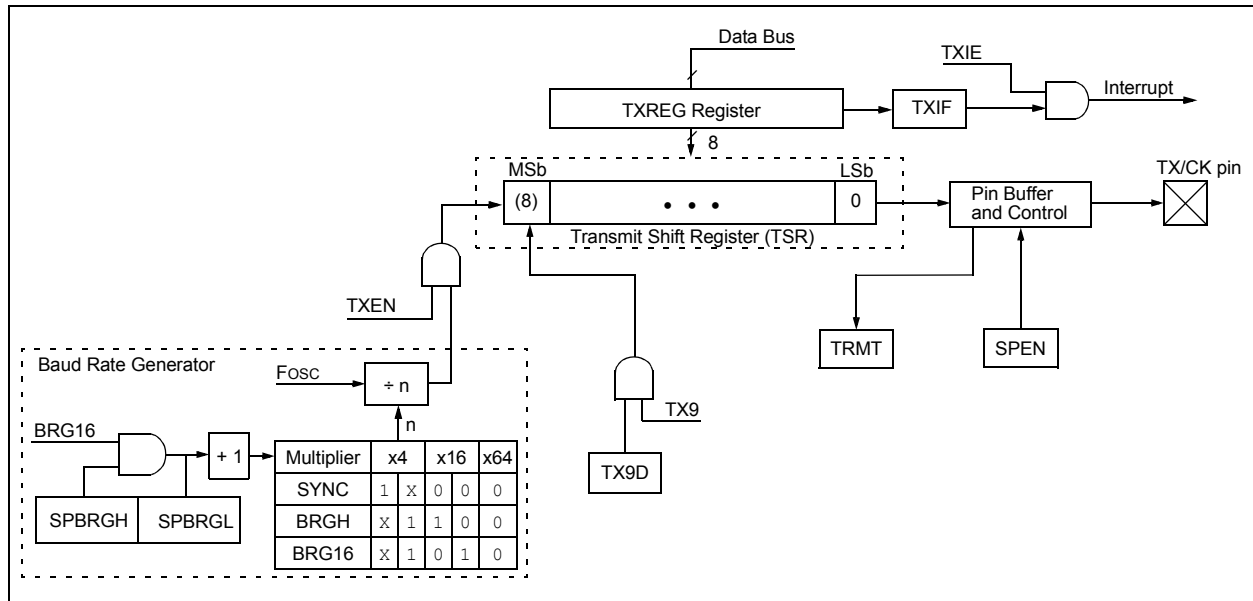 Data Bus
TXIE
Interrupt
TXREG Register
TXIF
8
MSb
LSb
TX/CK pin
(8)
• • •
0
Pin Buffer
and Control
Transmit Shift Register (TSR)
TXEN
TRMT
SPEN
Baud Rate Generator
FOSC
÷ n
n
TX9
BRG16
+ 1
Multiplier x4 x16 x64
TX9D
SYNC 1 X 0 0 0
SPBRGH SPBRGL
BRGH X 1 1 0 0
BRG16 X 1 0 1 0